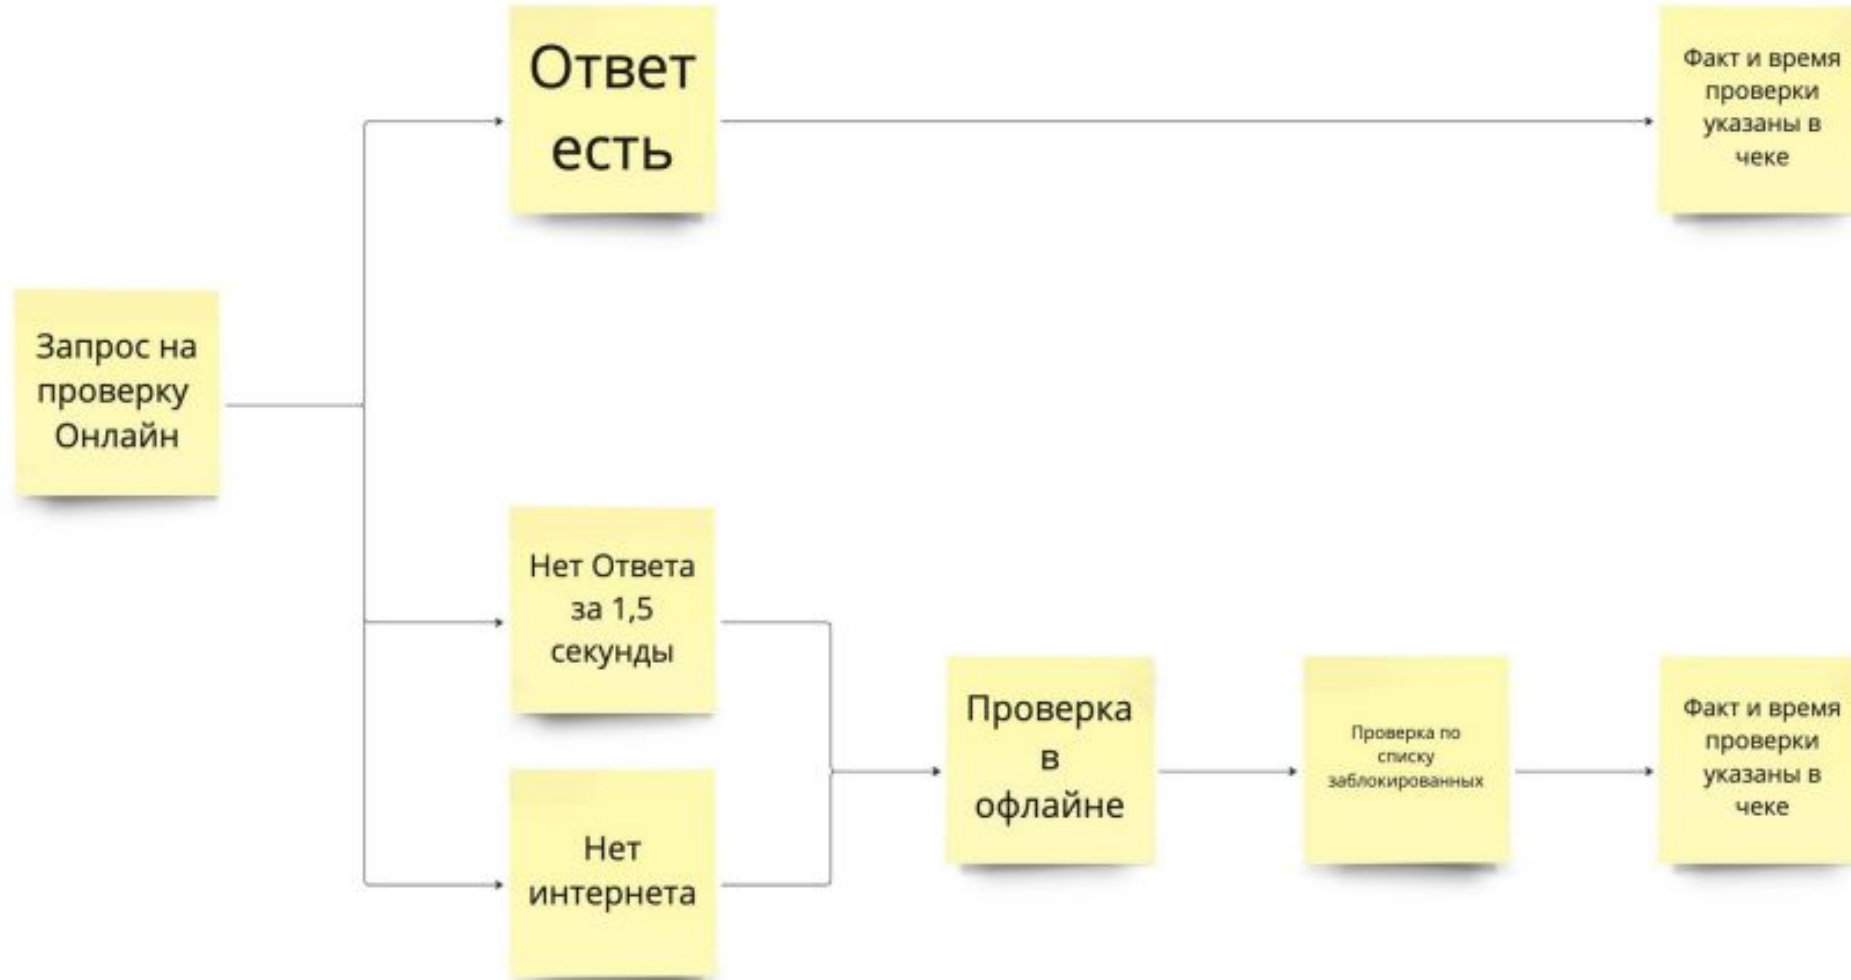 Ответ
есть
Факт и время
проверки
указаны в
чеке
Запрос на
проверку
Онлайн
Нет Ответа
за 1,5
секунды
Нет
интернета
Проверка
в
офлайне
Проверка по
списку
заблокированных
Факт и время
проверки
указаны в
чеке